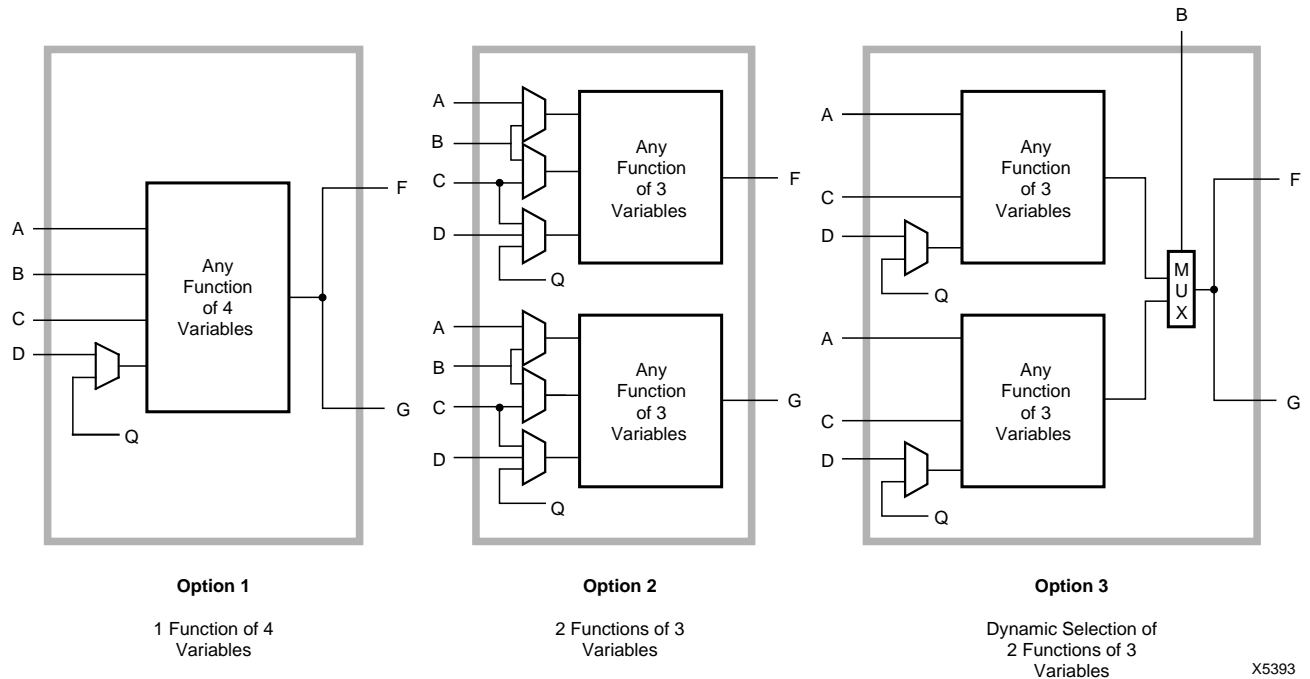 A
B
C
D
Q
Any
Function
of 4
Variables
F
G
Option 1
1 Function of 4
Variables
A
B
C
D
Q
Any
Function
of 3
Variables
F
A
B
C
D
Q
Any
Function
of 3
Variables
G
Option 2
2 Functions of 3
Variables
B
A
C
D
Q
Any
Function
of 3
Variables
A
C
D
Q
Any
Function
of 3
Variables
M
U
X
F
G
Option 3
Dynamic Selection of
2 Functions of 3
Variables
X5393